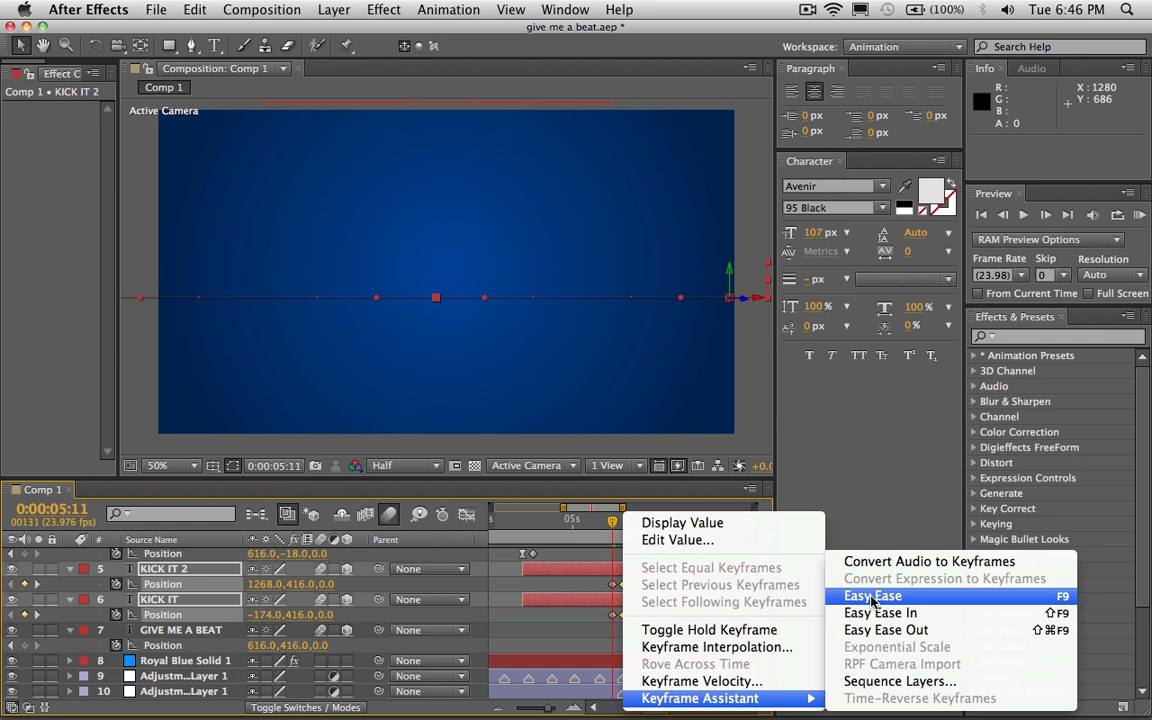 After Effects File Edit Composition Layer Effect Animation View Window Help (100%) Tue 6:46 PM
give me a beat.aep *
Workspace: Animation Search Help
Effect C
Composition: Comp 1
Paragraph
Info Audio
Comp 1 • KICK IT 2
Comp 1
R:
G:
B:
A: 0
X: 1280
Y: 686
Active Camera
0 px 0 px 0 px
0 px 0 px
Character
Avenir
95 Black
Preview
107 px Auto
Metrics 0
RAM Preview Options
Frame Rate Skip Resolution
(23.98) 0 Auto
From Current Time Full Screen
- px
100 % 100 %
0 px 0 %
T T TT Tr T¹ T₁
Effects & Presets
* Animation Presets
3D Channel
Audio
Blur & Sharpen
Channel
Color Correction
Digieffects FreeForm
Distort
Expression Controls
Generate
Key Correct
Keying
Magic Bullet Looks
50% 0:00:05:11 Half Active Camera 1 View +0.0
Comp 1
0:00:05:11
00131 (23.976 fps)
s 05s
# Source Name Parent
Position 616.0,-18.0,0.0
5 T KICK IT 2 None
Position 1268.0,416.0,0.0
6 T KICK IT None
Position -174.0,416.0,0.0
7 T GIVE ME A BEAT None
Position 616.0,416.0,0.0
8 Royal Blue Solid 1 None
9 Adjustm...Layer 1 None
10 Adjustm...Layer 1 None
Toggle Switches / Modes
Display Value
Edit Value...
Select Equal Keyframes
Select Previous Keyframes
Select Following Keyframes
Toggle Hold Keyframe
Keyframe Interpolation...
Rove Across Time
Keyframe Velocity...
Keyframe Assistant
Convert Audio to Keyframes
Convert Expression to Keyframes
Easy Ease F9
Easy Ease In ⇧F9
Easy Ease Out ⇧⌘F9
Exponential Scale
RPF Camera Import
Sequence Layers...
Time-Reverse Keyframes